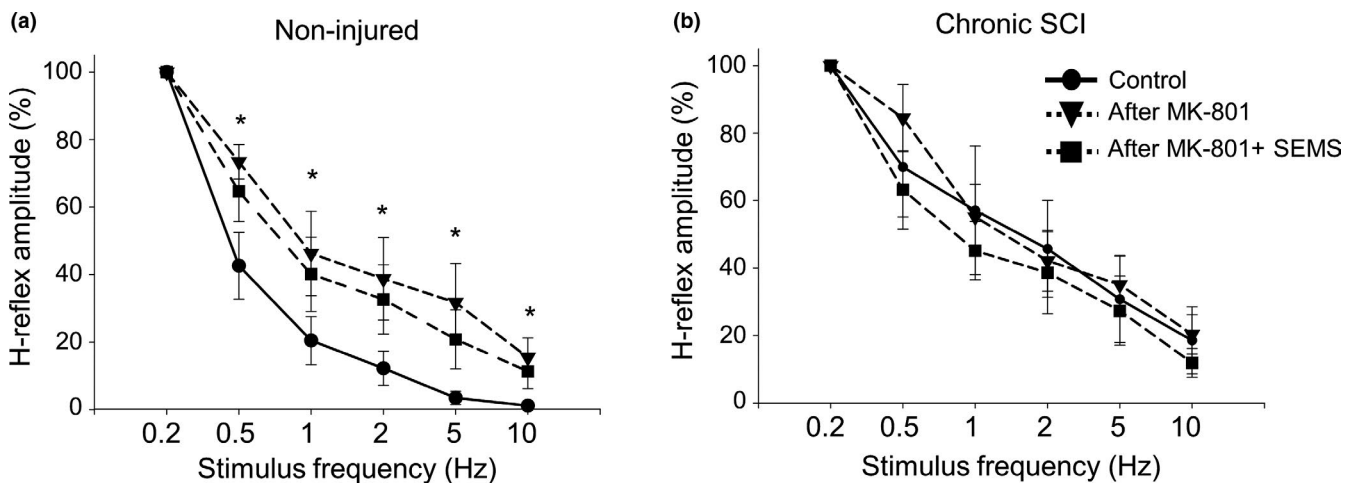 (a)
Non-injured
H-reflex amplitude (%)
100
80
60
40
20
0
*
*
*
*
*
0.2 0.5 1 2 5 10
Stimulus frequency (Hz)
(b)
Chronic SCI
H-reflex amplitude (%)
100
80
60
40
20
0
Control
After MK-801
After MK-801+ SEMS
0.2 0.5 1 2 5 10
Stimulus frequency (Hz)